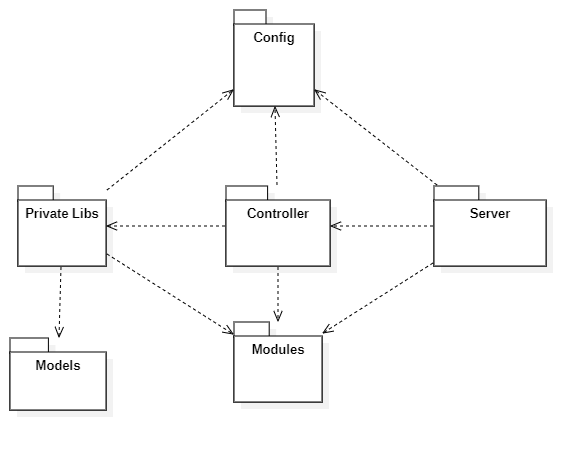 Config
Private Libs
Controller
Server
Models
Modules